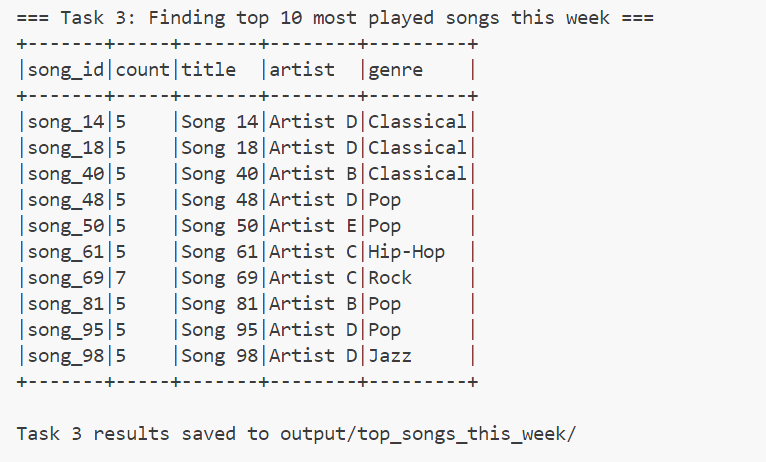 === Task 3: Finding top 10 most played songs this week ===
+-------+-----+-------+--------+---------+
|song_id|count|title  |artist  |genre    |
+-------+-----+-------+--------+---------+
|song_14|5    |Song 14|Artist D|Classical|
|song_18|5    |Song 18|Artist D|Classical|
|song_40|5    |Song 40|Artist B|Classical|
|song_48|5    |Song 48|Artist D|Pop      |
|song_50|5    |Song 50|Artist E|Pop      |
|song_61|5    |Song 61|Artist C|Hip-Hop  |
|song_69|7    |Song 69|Artist C|Rock     |
|song_81|5    |Song 81|Artist B|Pop      |
|song_95|5    |Song 95|Artist D|Pop      |
|song_98|5    |Song 98|Artist D|Jazz     |
+-------+-----+-------+--------+---------+
Task 3 results saved to output/top_songs_this_week/